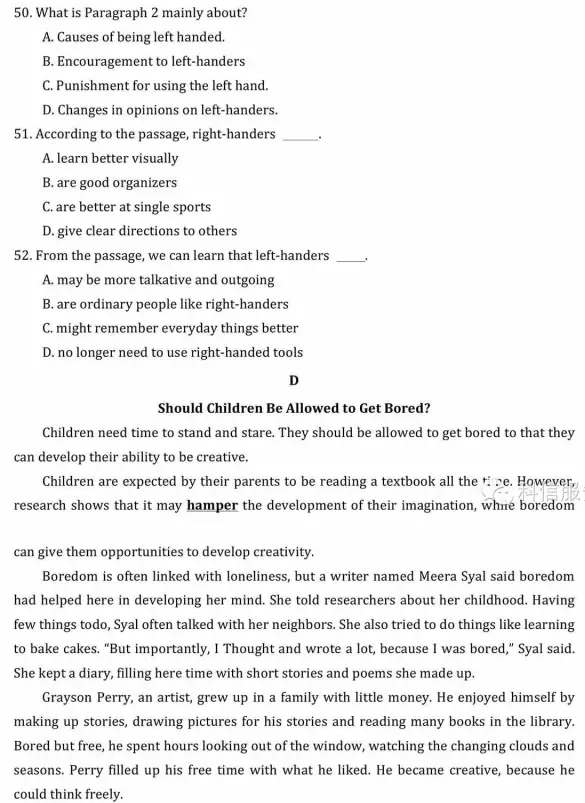 50. What is Paragraph 2 mainly about?
A. Causes of being left handed.
B. Encouragement to left-handers
C. Punishment for using the left hand.
D. Changes in opinions on left-handers.
51. According to the passage, right-handers ______.
A. learn better visually
B. are good organizers
C. are better at single sports
D. give clear directions to others
52. From the passage, we can learn that left-handers _____.
A. may be more talkative and outgoing
B. are ordinary people like right-handers
C. might remember everyday things better
D. no longer need to use right-handed tools
D
Should Children Be Allowed to Get Bored?
Children need time to stand and stare. They should be allowed to get bored to that they
can develop their ability to be creative.
Children are expected by their parents to be reading a textbook all the time. However,
research shows that it may hamper the development of their imagination, while boredom
科信服
can give them opportunities to develop creativity.
Boredom is often linked with loneliness, but a writer named Meera Syal said boredom
had helped here in developing her mind. She told researchers about her childhood. Having
few things todo, Syal often talked with her neighbors. She also tried to do things like learning
to bake cakes. “But importantly, I Thought and wrote a lot, because I was bored,” Syal said.
She kept a diary, filling here time with short stories and poems she made up.
Grayson Perry, an artist, grew up in a family with little money. He enjoyed himself by
making up stories, drawing pictures for his stories and reading many books in the library.
Bored but free, he spent hours looking out of the window, watching the changing clouds and
seasons. Perry filled up his free time with what he liked. He became creative, because he
could think freely.